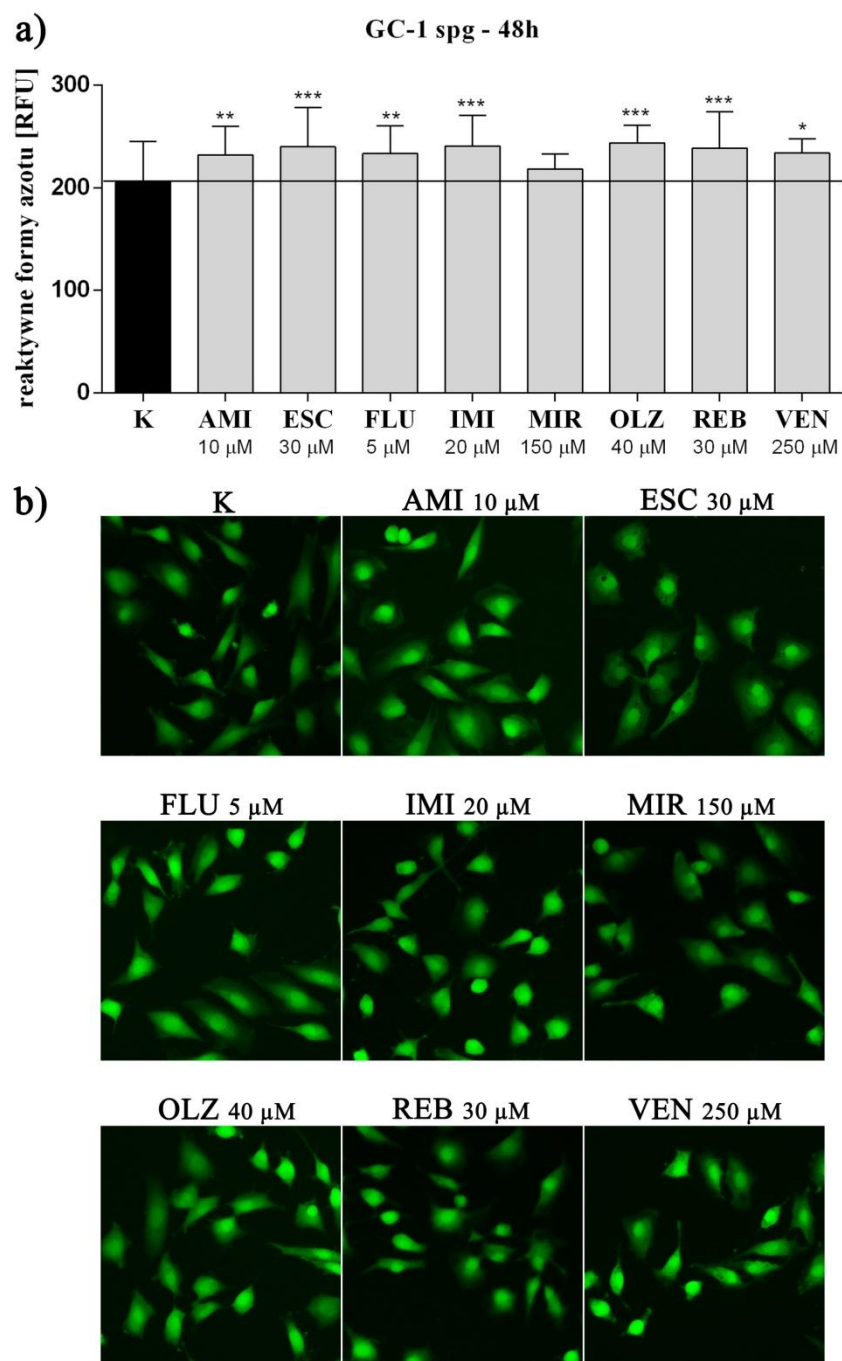 a)
GC-1 spg - 48h
reaktywne formy azotu [RFU]
300
200
100
0
** *** ** *** *** *** *
K AMI ESC FLU IMI MIR OLZ REB VEN
10 µM 30 µM 5 µM 20 µM 150 µM 40 µM 30 µM 250 µM
b)
K AMI 10 µM ESC 30 µM
FLU 5 µM IMI 20 µM MIR 150 µM
OLZ 40 µM REB 30 µM VEN 250 µM